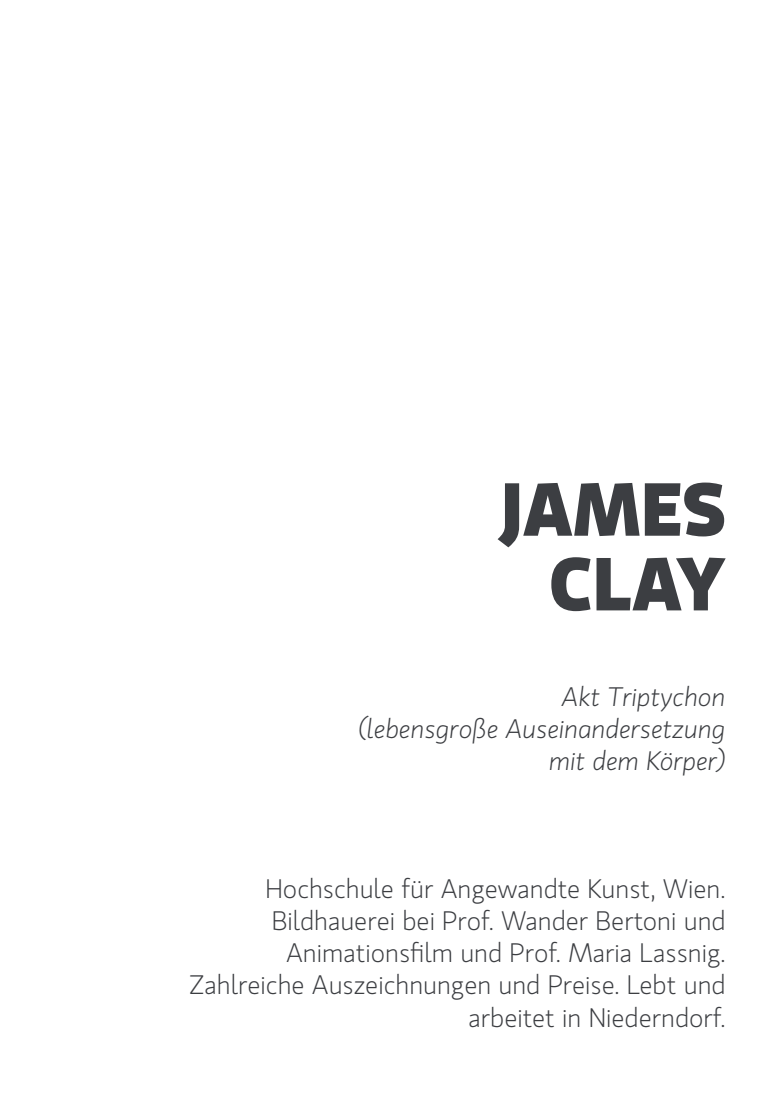 JAMES
CLAY
Akt Triptychon
(lebensgroße Auseinandersetzung
mit dem Körper)
Hochschule für Angewandte Kunst, Wien.
Bildhauerei bei Prof. Wander Bertoni und
Animationsfilm und Prof. Maria Lassnig.
Zahlreiche Auszeichnungen und Preise. Lebt und
arbeitet in Niederndorf.